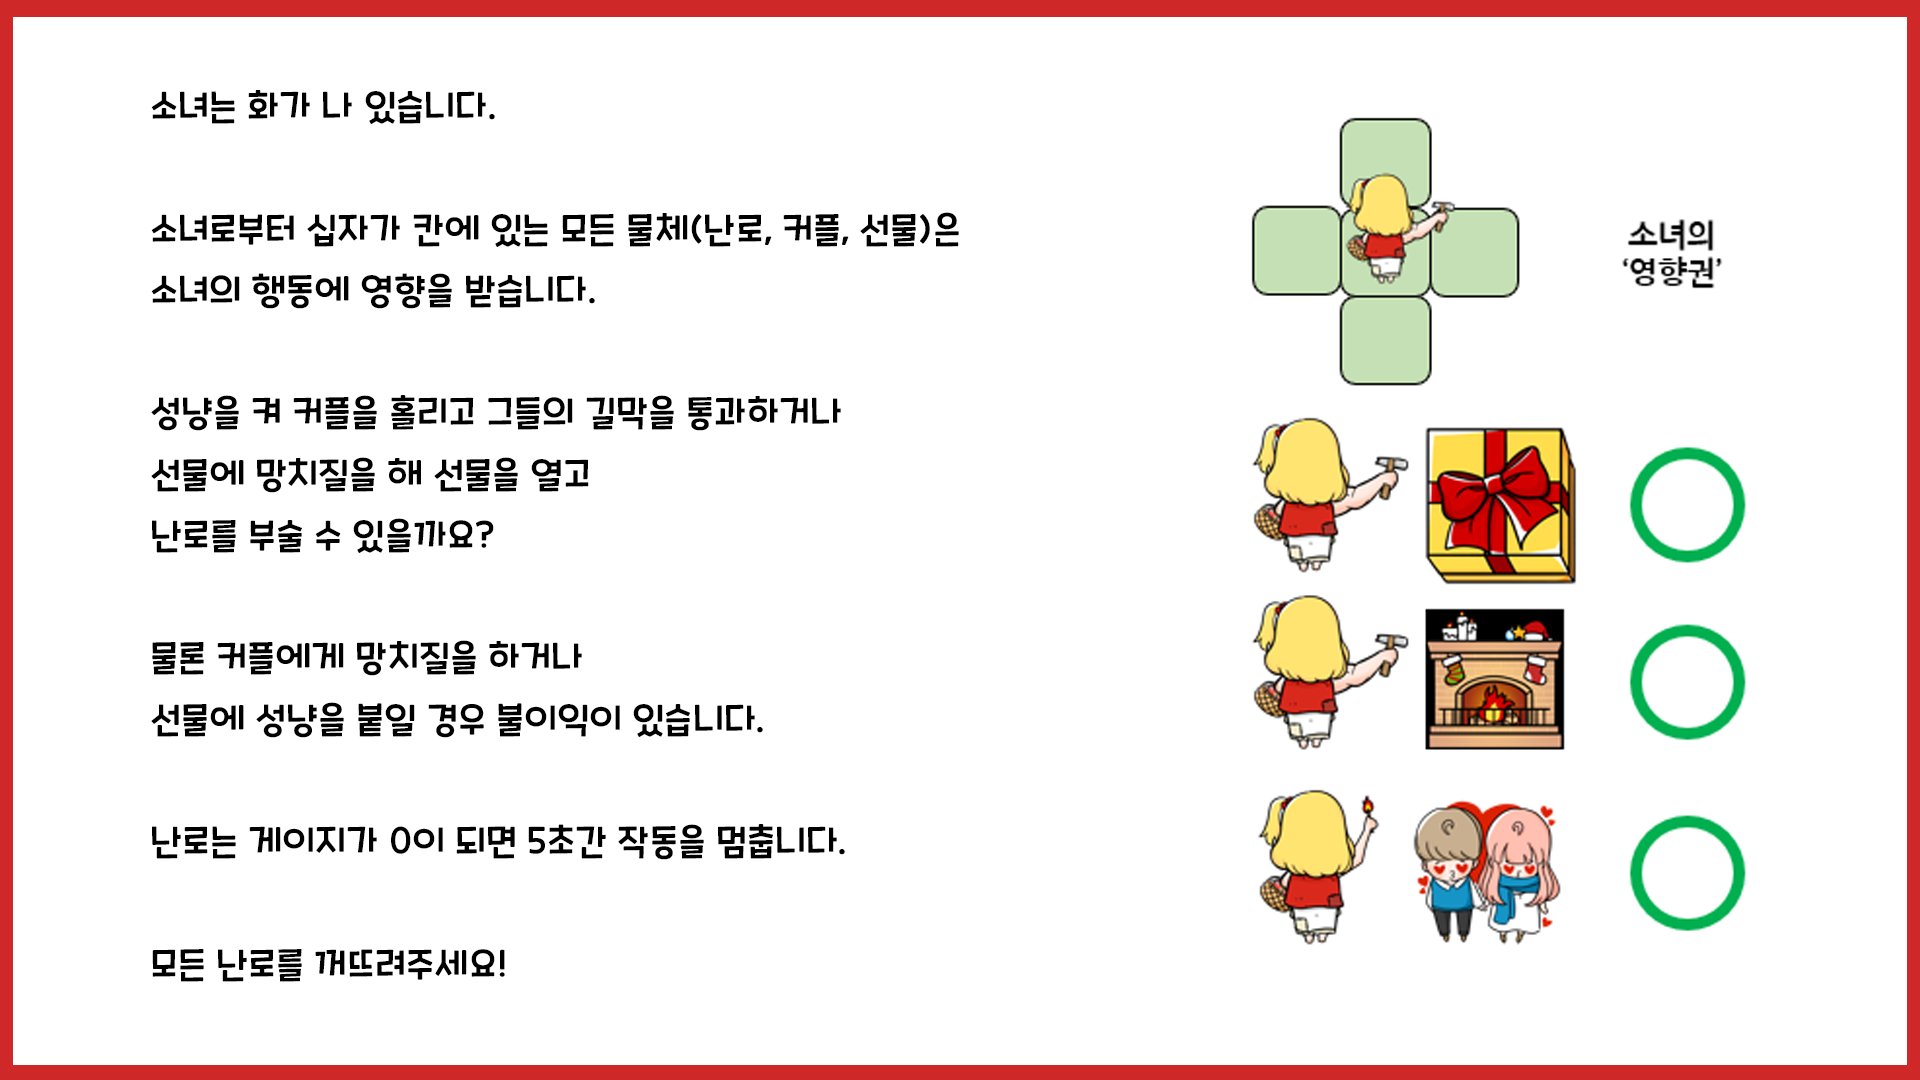 소녀는 화가 나 있습니다.
소녀로부터 십자가 칸에 있는 모든 물체(난로, 커플, 선물)은
소녀의 행동에 영향을 받습니다.
성냥을 켜 커플을 홀리고 그들의 길막을 통과하거나
선물에 망치질을 해 선물을 열고
난로를 부술 수 있을까요?
물론 커플에게 망치질을 하거나
선물에 성냥을 붙일 경우 불이익이 있습니다.
난로는 게이지가 0이 되면 5초간 작동을 멈춥니다.
모든 난로를 꺼뜨려주세요!
소녀의
‘영향권’